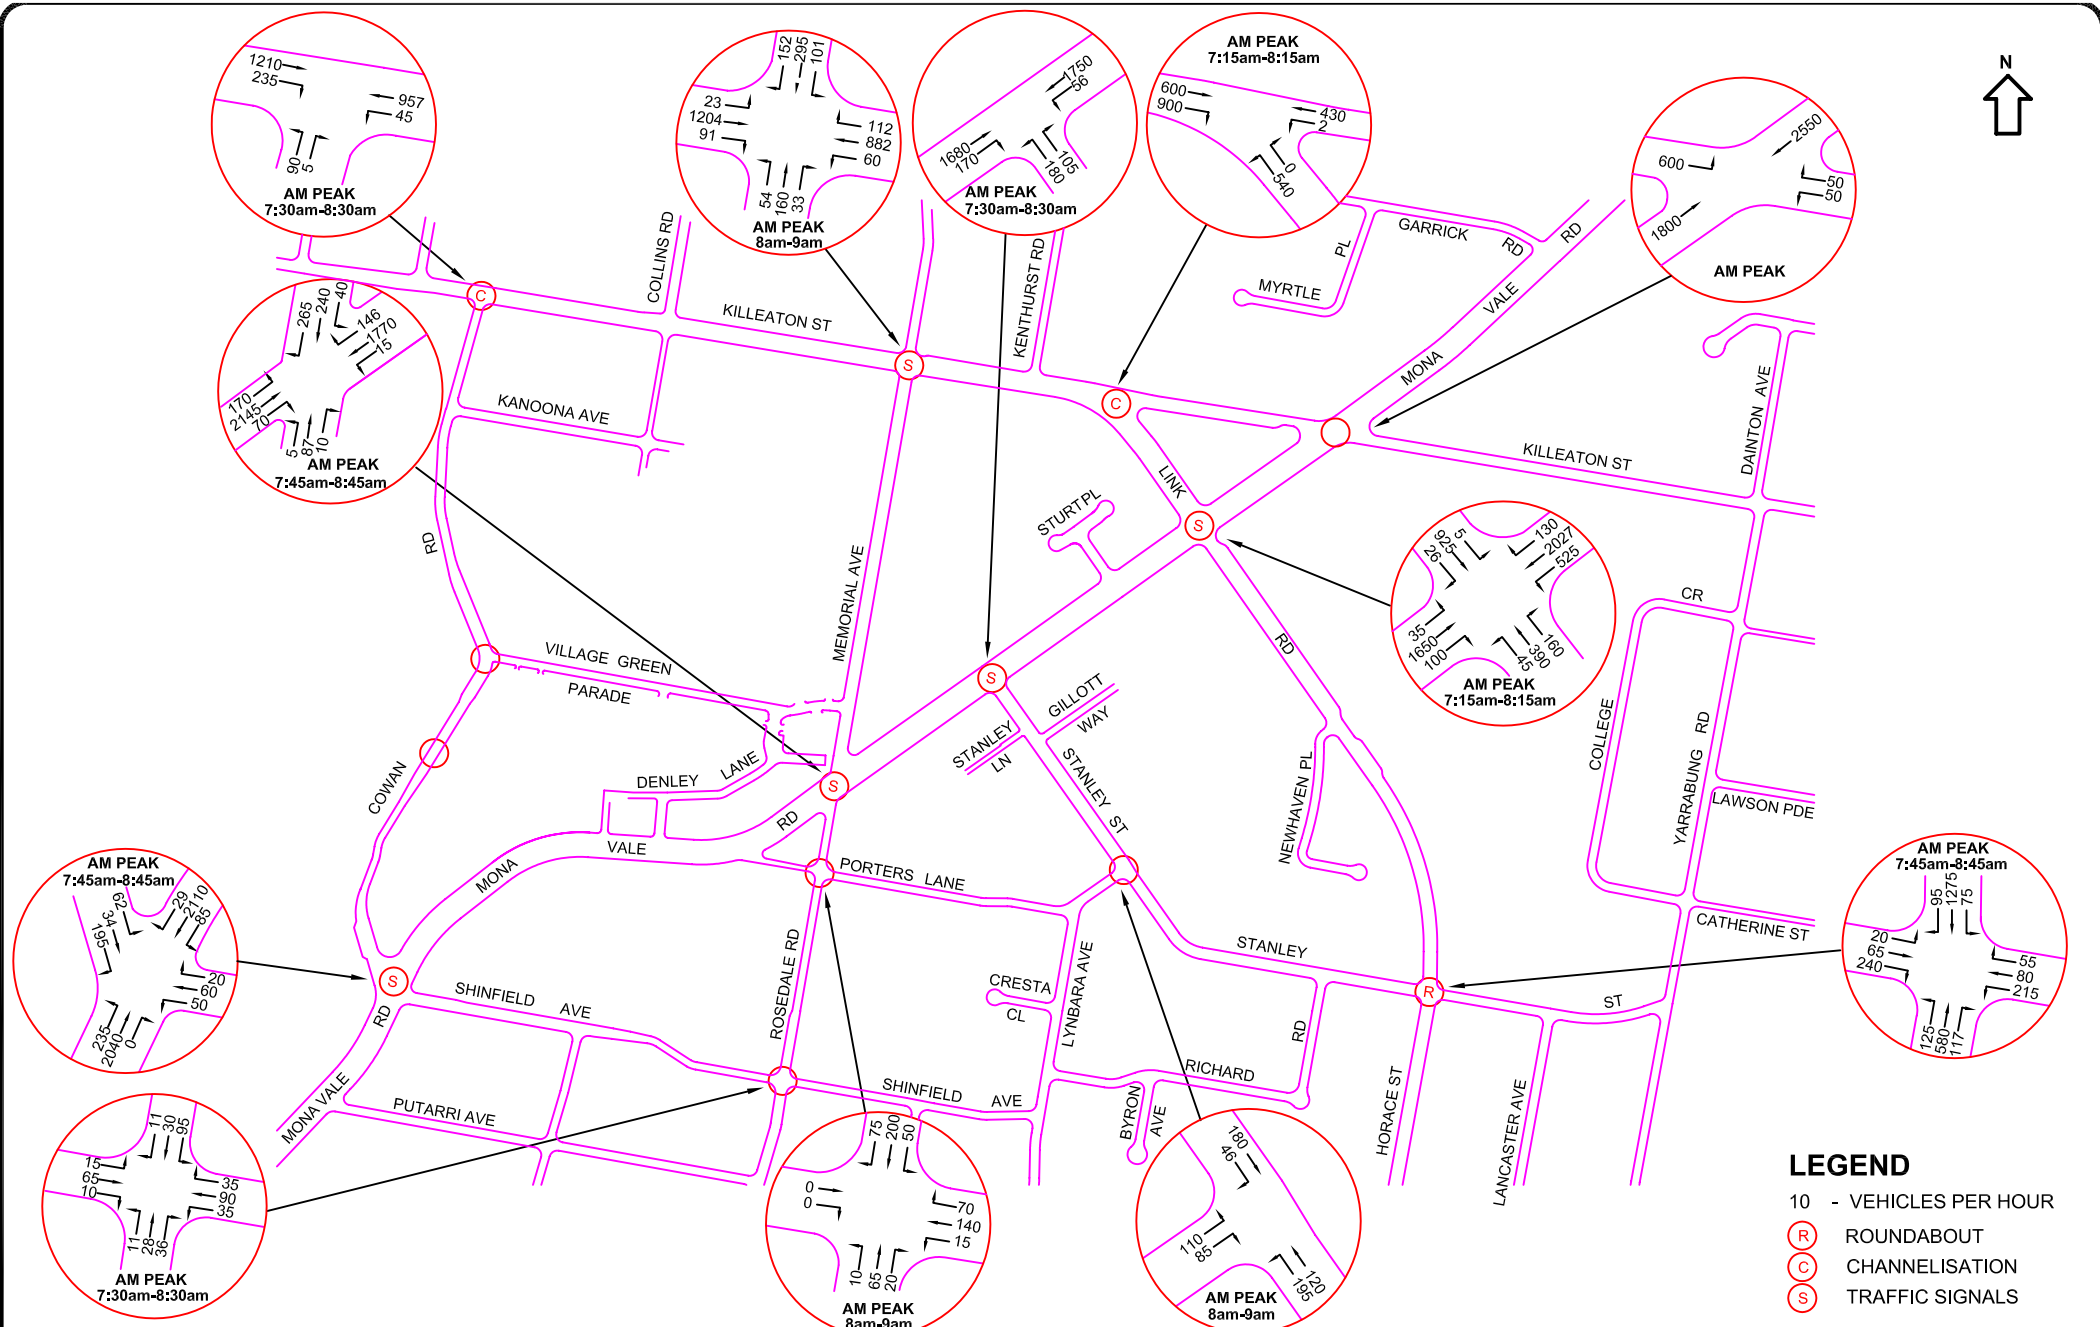 1210
235
957
45
90
5
AM PEAK
7:30am-8:30am
152
295
101
23
1204
91
112
882
60
54
160
33
AM PEAK
8am-9am
1750
56
1680
170
105
180
AM PEAK
7:30am-8:30am
AM PEAK
7:15am-8:15am
600
900
430
2
0
540
2550
600
50
50
1800
AM PEAK
N
265
240
40
146
1770
15
170
2145
70
5
87
10
AM PEAK
7:45am-8:45am
COLLINS RD
KILLEATON ST
KENTHURST RD
GARRICK RD
PL
MYRTLE
MONA VALE RD
KILLEATON ST
DAINTON AVE
KANOONA AVE
C
S
C
S
LINK
STURT PL
RD
MEMORIAL AVE
925
5
26
130
2027
525
35
1650
100
160
390
45
AM PEAK
7:15am-8:15am
CR
RD
VILLAGE GREEN
PARADE
S
GILLOTT
WAY
STANLEY
LN
STANLEY ST
COLLEGE
YARRABUNG RD
NEWHAVEN PL
LAWSON PDE
COWAN
DENLEY LANE
S
MONA VALE RD
PORTERS LANE
CATHERINE ST
AM PEAK
7:45am-8:45am
62
34
195
29
2110
85
20
60
50
235
2040
0
S
RD
SHINFIELD AVE
ROSEDALE RD
CRESTA
CL
LYNBARA AVE
STANLEY
ST
R
AM PEAK
7:45am-8:45am
95
1275
75
20
65
240
55
80
215
125
580
117
MONA VALE
PUTARRI AVE
SHINFIELD AVE
RICHARD
RD
BYRON
AVE
HORACE ST
LANCASTER AVE
11
30
95
15
65
10
35
90
35
11
28
36
AM PEAK
7:30am-8:30am
75
200
50
0
0
70
140
15
10
65
20
AM PEAK
8am-9am
180
46
110
85
120
195
AM PEAK
8am-9am
LEGEND
10 - VEHICLES PER HOUR
R ROUNDABOUT
C CHANNELISATION
S TRAFFIC SIGNALS